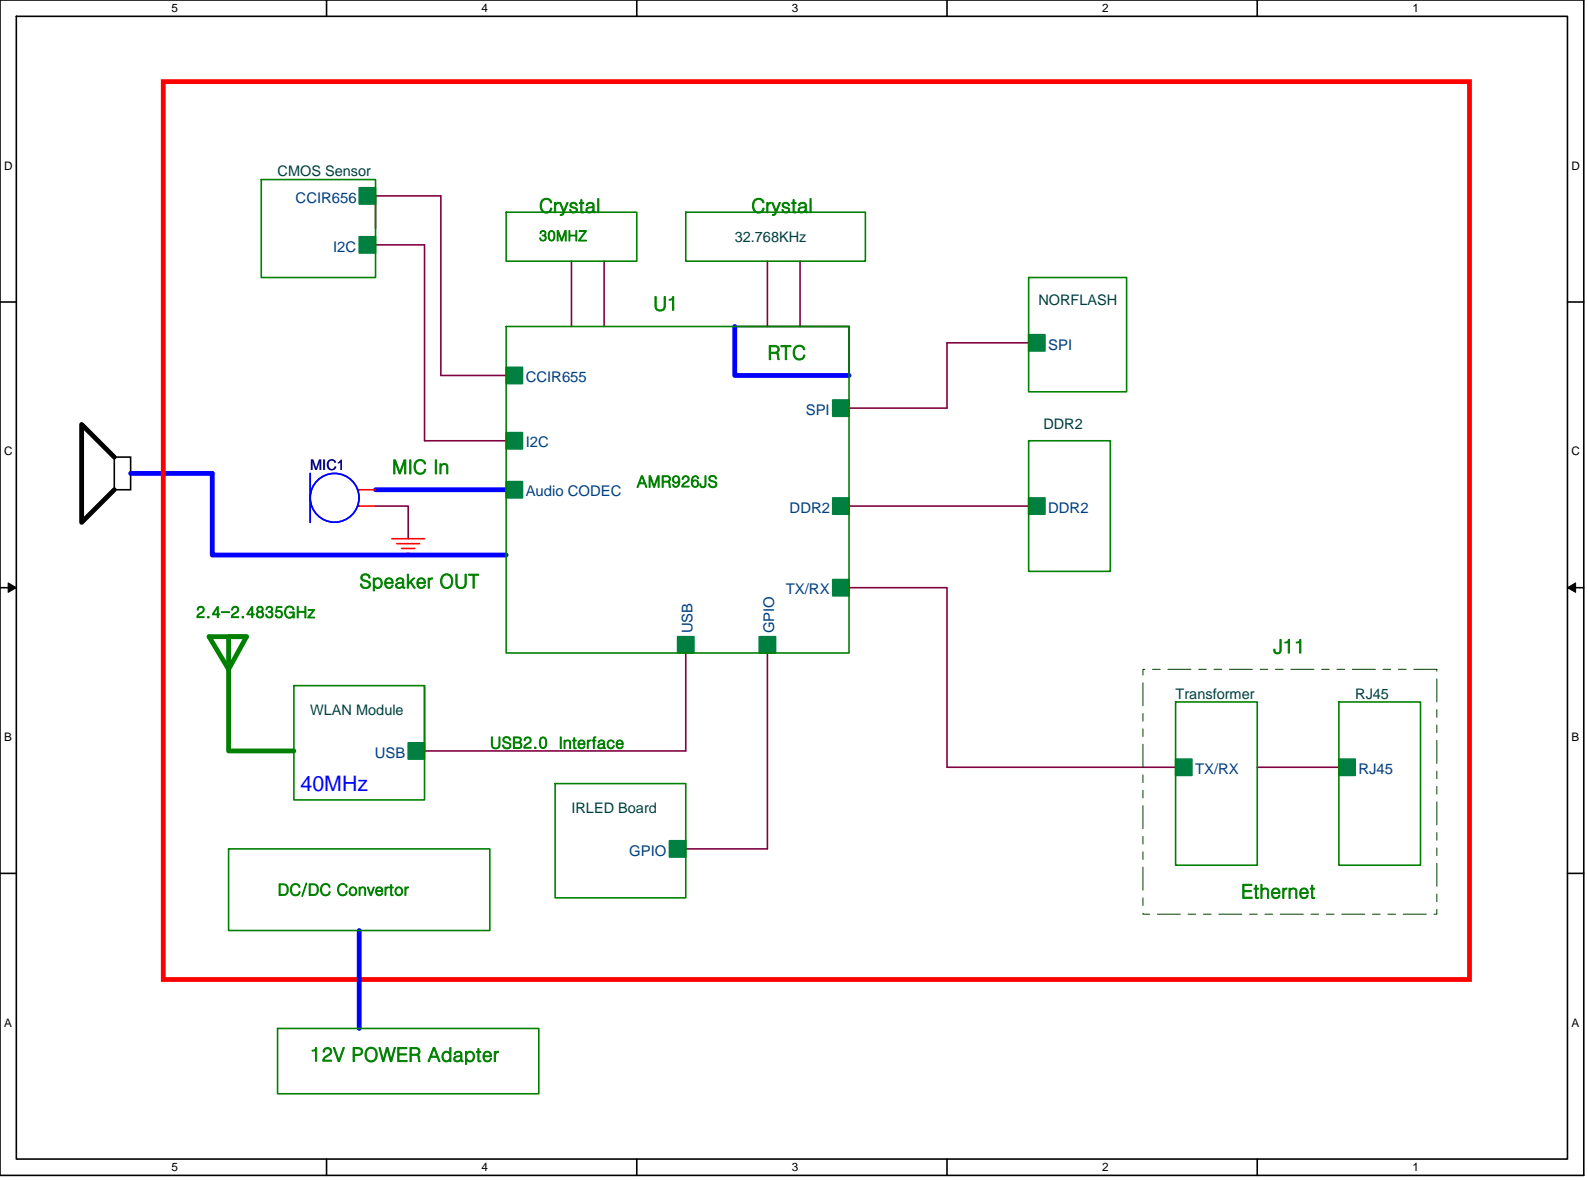 5 4 3 2 1
D D
CMOS Sensor
CCIR656
I2C
Crystal
30MHZ
Crystal
32.768KHz
U1
NORFLASH
SPI
RTC
CCIR655
SPI
DDR2
C C
I2C
MIC1
MIC In
Audio CODEC
AMR926JS
DDR2
DDR2
Speaker OUT
TX/RX
USB
GPIO
2.4-2.4835GHz
J11
WLAN Module
USB
40MHz
USB2.0 Interface
Transformer
RJ45
B B
TX/RX
RJ45
IRLED Board
GPIO
DC/DC Convertor
Ethernet
A A
12V POWER Adapter
5 4 3 2 1